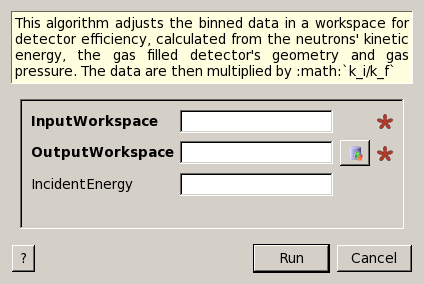 This algorithm adjusts the binned data in a workspace for
detector efficiency, calculated from the neutrons' kinetic
energy, the gas filled detector's geometry and gas
pressure. The data are then multiplied by :math:`k_i/k_f`
InputWorkspace
OutputWorkspace
IncidentEnergy
? Run Cancel